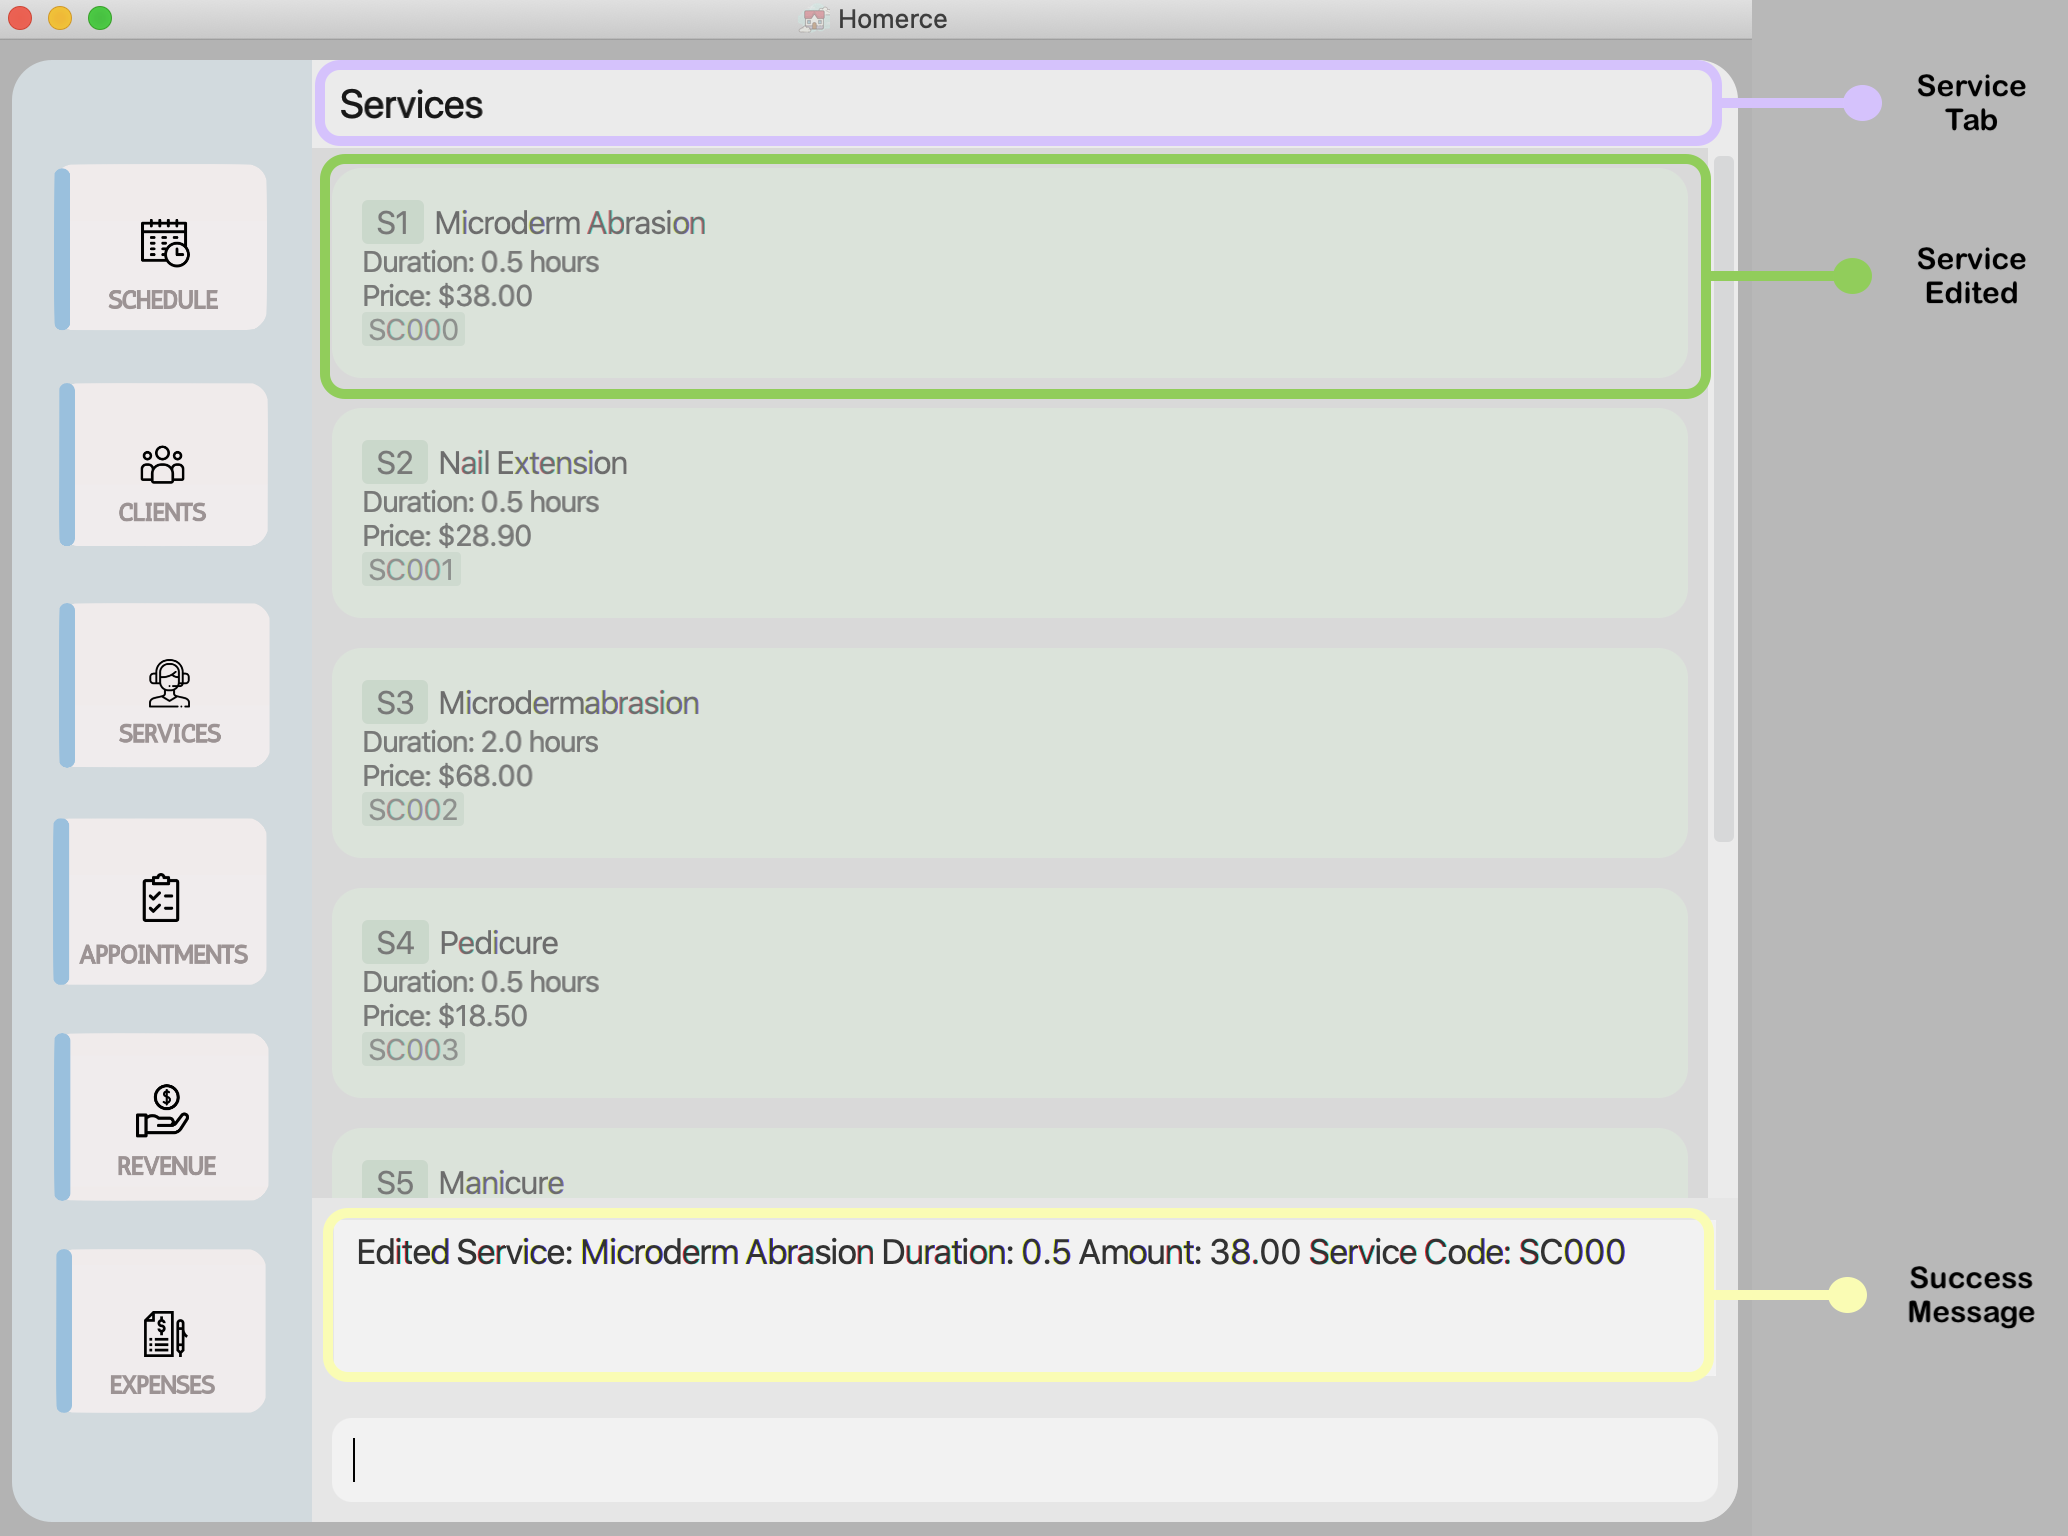 Homerce
Services
Service
Tab
SCHEDULE
CLIENTS
SERVICES
APPOINTMENTS
REVENUE
EXPENSES
S1 Microderm Abrasion
Duration: 0.5 hours
Price: $38.00
SC000
Service
Edited
S2 Nail Extension
Duration: 0.5 hours
Price: $28.90
SC001
S3 Microdermabrasion
Duration: 2.0 hours
Price: $68.00
SC002
S4 Pedicure
Duration: 0.5 hours
Price: $18.50
SC003
S5 Manicure
Edited Service: Microderm Abrasion Duration: 0.5 Amount: 38.00 Service Code: SC000
Success
Message